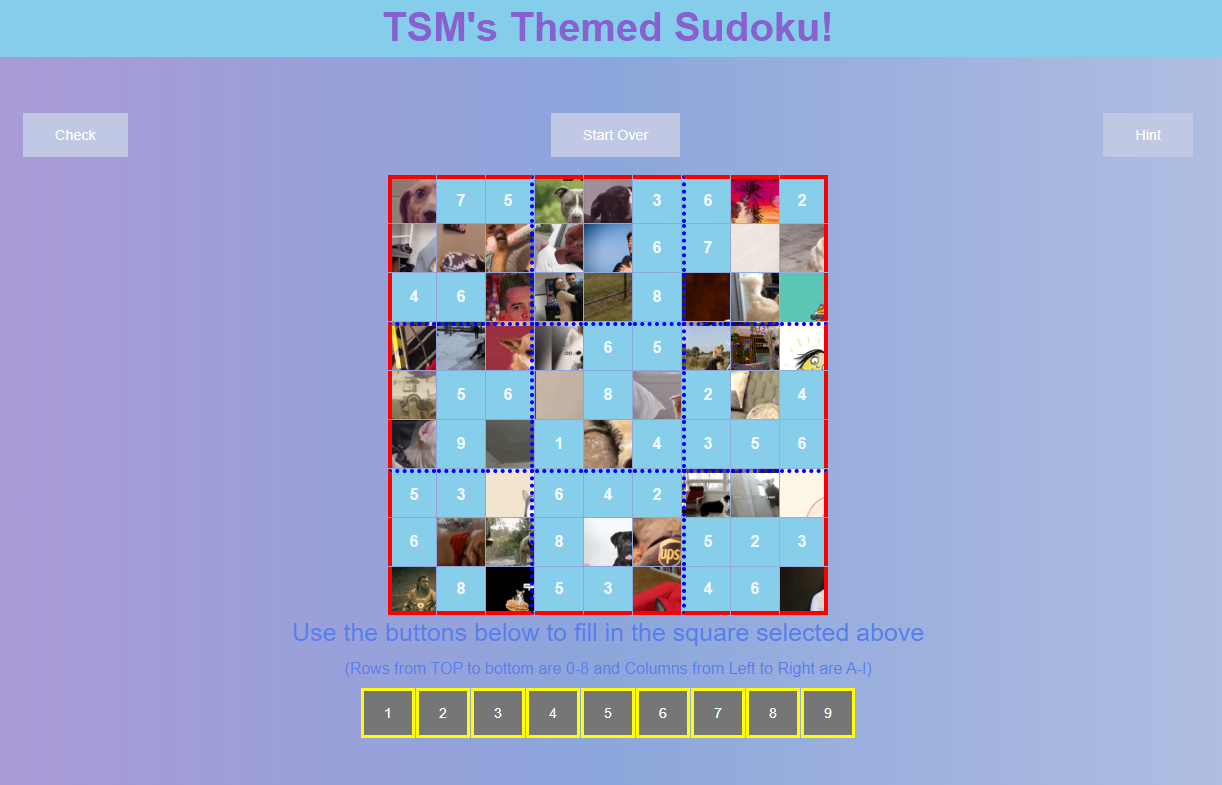 TSM's Themed Sudoku!
Check Start Over Hint
7 5 3 6 2
6 7
4 6 8
6 5
5 6 8 2 4
9 1 4 3 5 6
5 3 6 4 2
6 8 ups 5 2 3
8 5 3 4 6
Use the buttons below to fill in the square selected above
(Rows from TOP to bottom are 0-8 and Columns from Left to Right are A-I)
1 2 3 4 5 6 7 8 9